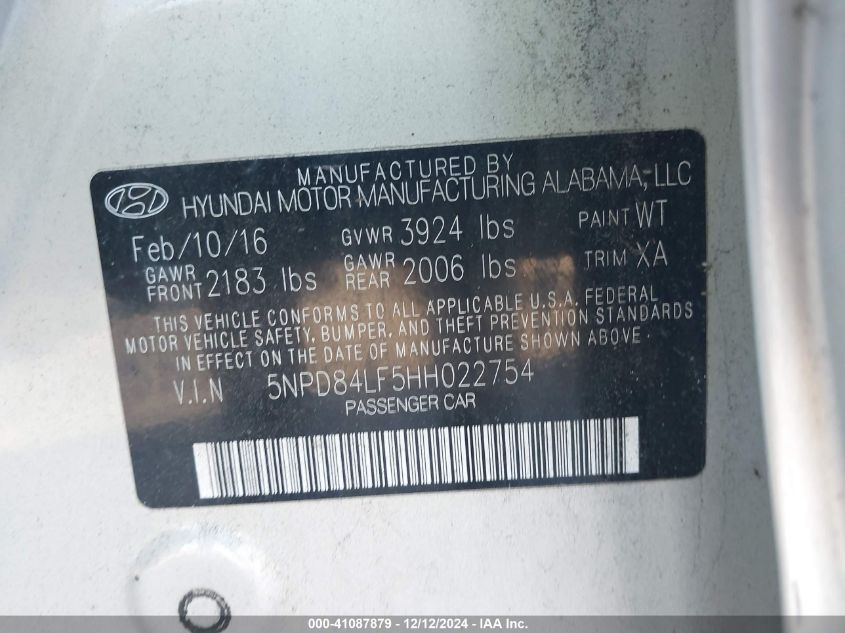 MANUFACTURED BY
HYUNDAI MOTOR MANUFACTURING ALABAMA, LLC
Feb/10/16 GVWR 3924 lbs PAINT WT
GAWR FRONT 2183 lbs GAWR REAR 2006 lbs TRIM XA
THIS VEHICLE CONFORMS TO ALL APPLICABLE U.S.A. FEDERAL
MOTOR VEHICLE SAFETY, BUMPER, AND THEFT PREVENTION STANDARDS
IN EFFECT ON THE DATE OF MANUFACTURE SHOWN ABOVE.
V.I.N 5NPD84LF5HH022754
PASSENGER CAR
000-41087879 - 12/12/2024 - IAA Inc.